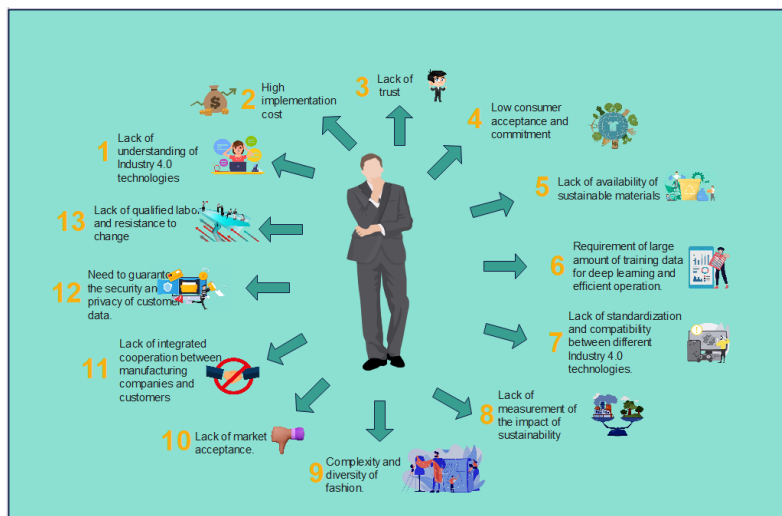 1
Lack of
understanding of
Industry 4.0
technologies
2
High
implementation
cost
3
Lack of
trust
4
Low consumer
acceptance and
commitment
5
Lack of availability of
sustainable materials
6
Requirement of large
amount of training data
for deep learning and
efficient operation.
7
Lack of standardization
and compatibility
between different
Industry 4.0
technologies.
8
Lack of
measurement of
the impact of
sustainability
9
Complexity and
diversity of
fashion.
10
Lack of market
acceptance.
11
Lack of integrated
cooperation between
manufacturing
companies and
customers
12
Need to guarante
the security an
privacy of customer
data.
13
Lack of qualified labo
and resistance to
change
$